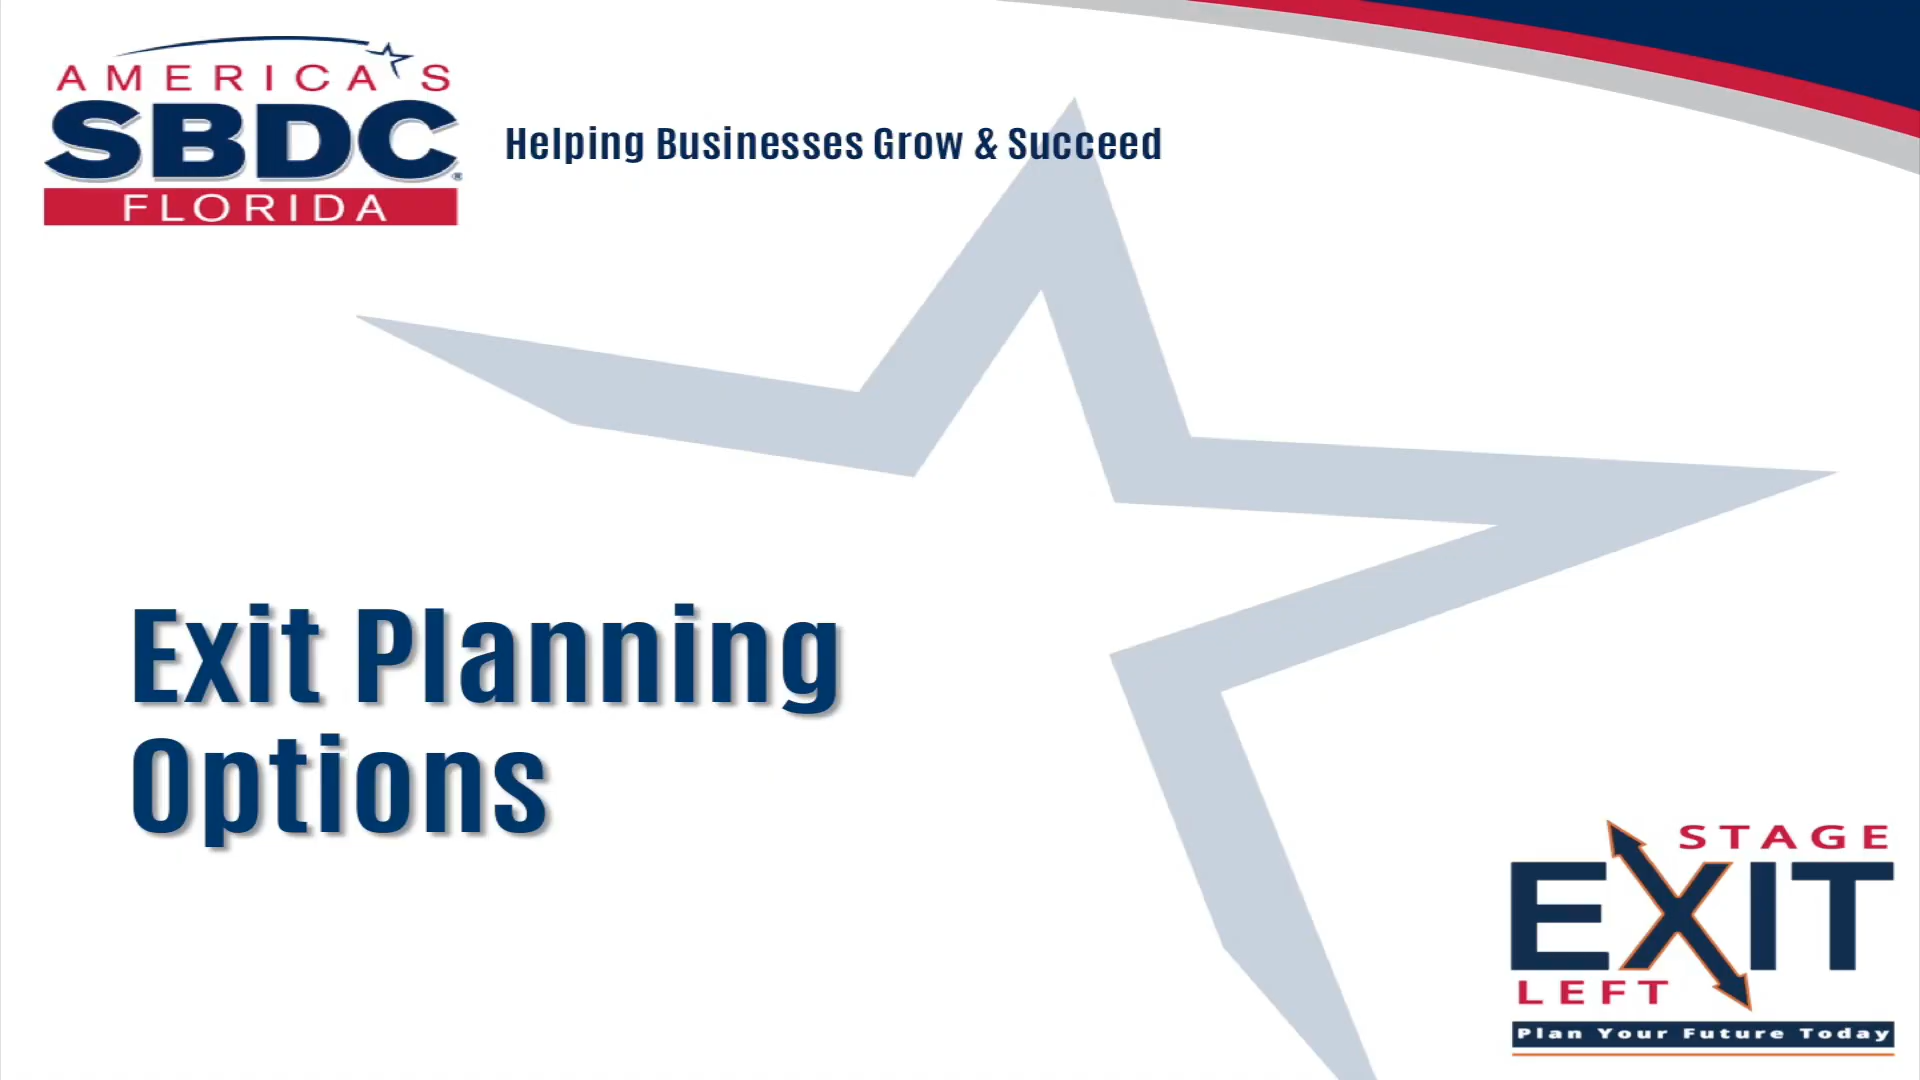 AMERICA'S
SBDC®
FLORIDA
Helping Businesses Grow & Succeed
Exit Planning
Options
STAGE
EXIT
LEFT
Plan Your Future Today